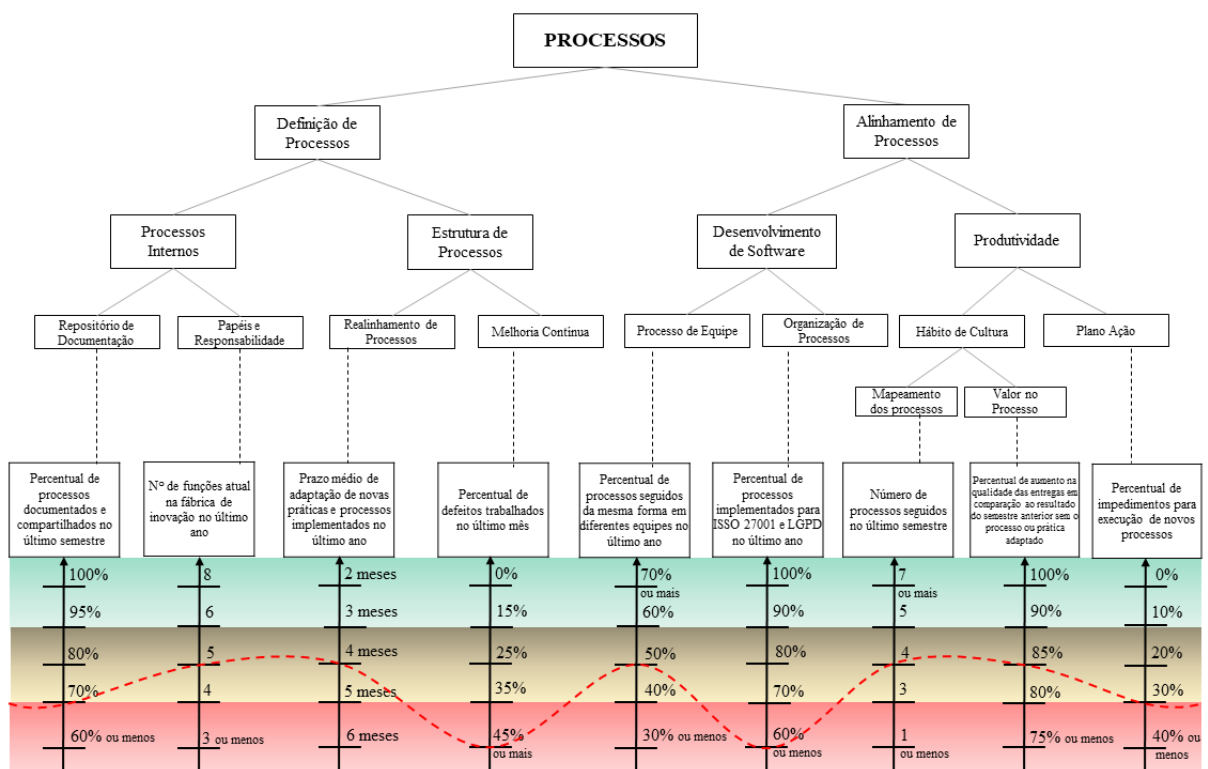 PROCESSOS
Definição de
Processos
Alinhamento de
Processos
Processos
Internos
Estrutura de
Processos
Desenvolvimento
de Software
Produtividade
Repositório de
Documentação
Papéis e
Responsabilidade
Realinhamento de
Processos
Melhoria Contínua
Processo de Equipe
Organização de
Processos
Hábito de Cultura
Plano Ação
Mapeamento
dos processos
Valor no
Processo
Percentual de
processos
documentados e
compartilhados no
último semestre
Nº de funções atual
na fábrica de
inovação no último
ano
Prazo médio de
adaptação de novas
práticas e processos
implementados no
último ano
Percentual de
defeitos trabalhados
no último mês
Percentual de
processos seguidos
da mesma forma em
diferentes equipes no
último ano
Percentual de
processos
implementados para
ISSO 27001 e LGPD
no último ano
Número de
processos seguidos
no último semestre
Percentual de aumento na
qualidade das entregas em
comparação ao resultado
do semestre anterior sem o
processo ou prática
adaptado
Percentual de
impedimentos para
execução de novos
processos
100%
8
2 meses
0%
70%
ou mais
100%
7
ou mais
100%
0%
95%
6
3 meses
15%
60%
90%
5
90%
10%
80%
5
4 meses
25%
50%
80%
4
85%
20%
70%
4
5 meses
35%
40%
70%
3
80%
30%
60% ou menos
3 ou menos
6 meses
45%
ou mais
30% ou menos
60%
ou menos
1
ou menos
75% ou menos
40% ou
menos